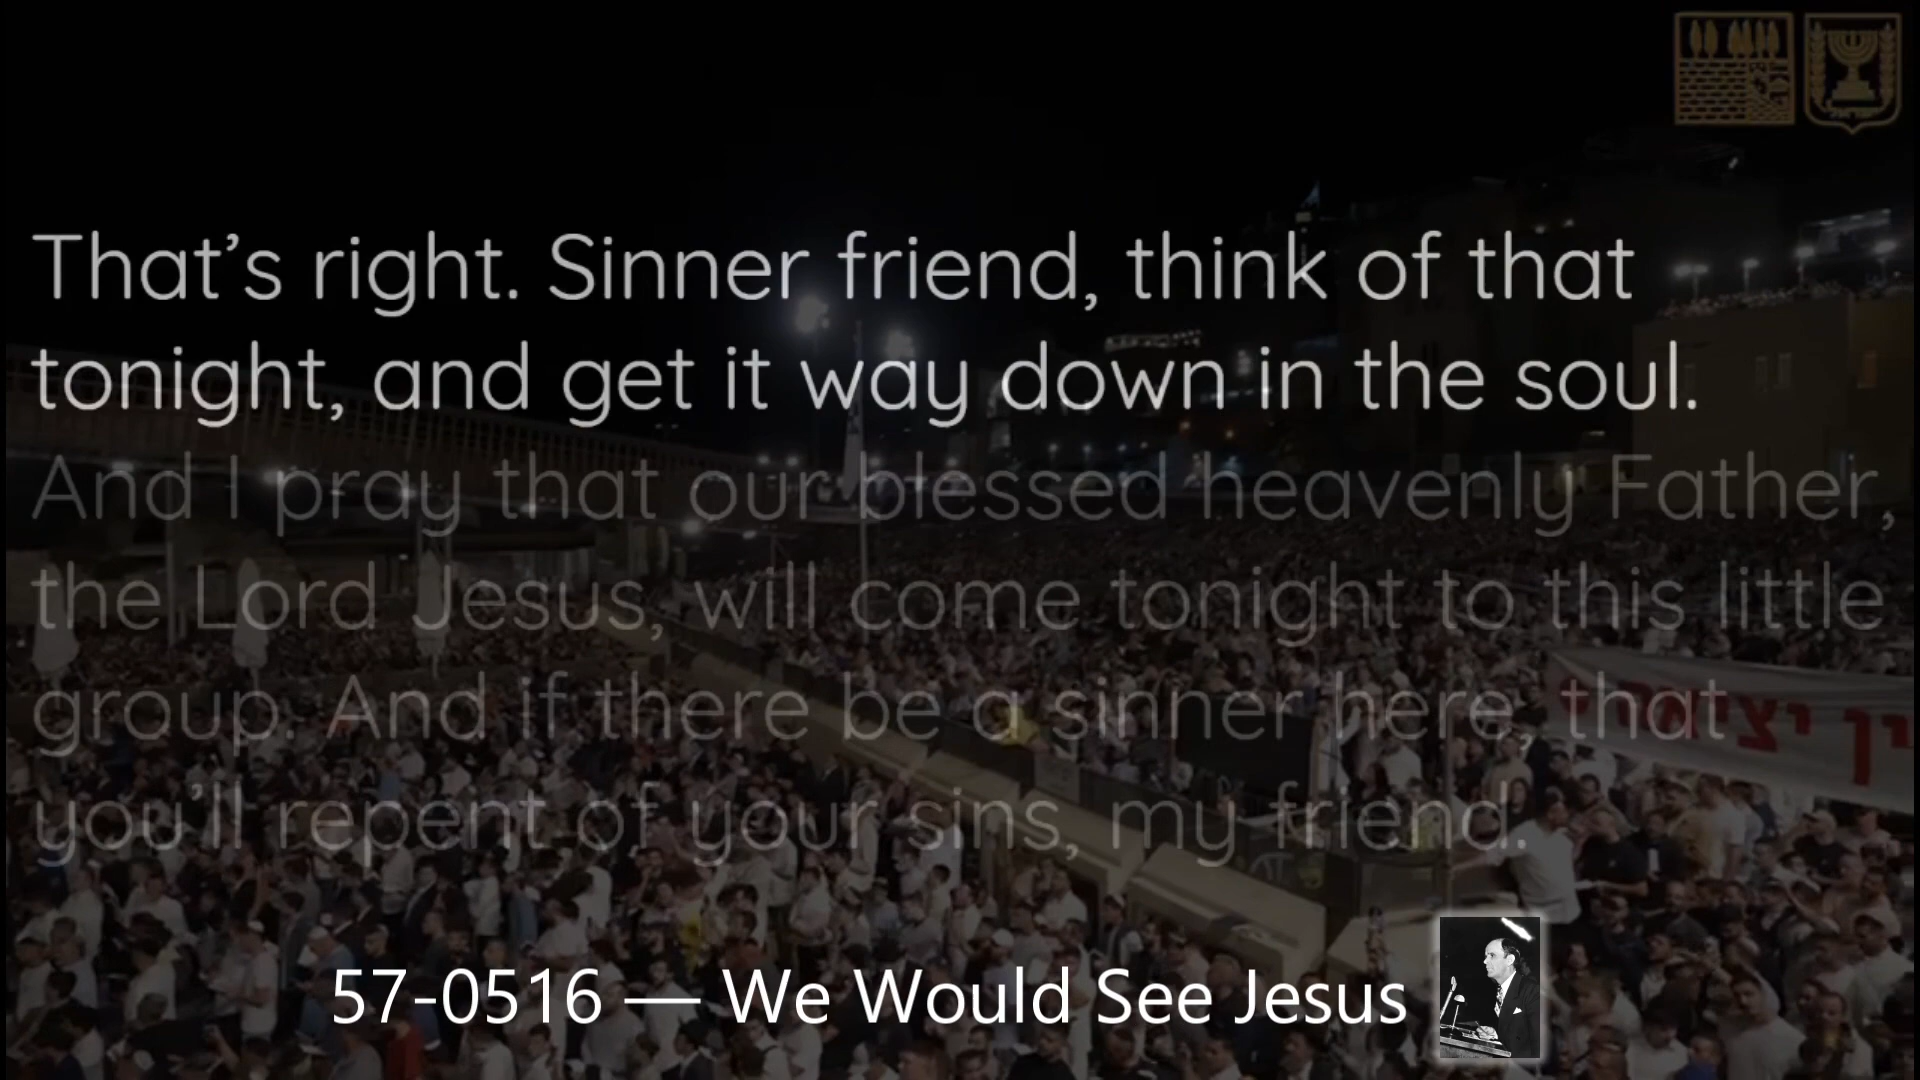 That’s right. Sinner friend, think of that
tonight, and get it way down in the soul.
And I pray that our blessed heavenly Father,
the Lord Jesus, will come tonight to this little
group. And if there be a sinner here, that
you’ll repent of your sins, my friend.
57-0516 — We Would See Jesus